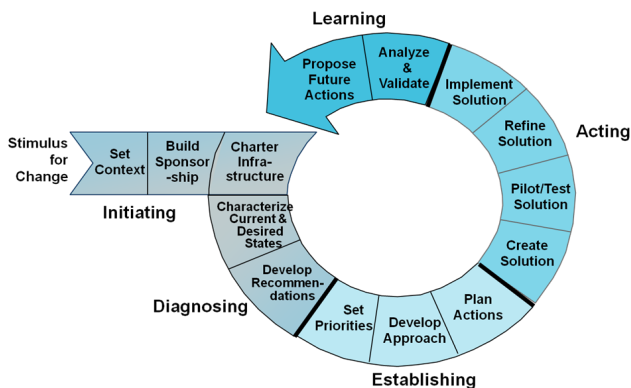 Learning
Propose
Future
Actions
Analyze
&
Validate
Implement
Solution
Refine
Solution
Acting
Pilot/Test
Solution
Create
Solution
Stimulus
for
Change
Set
Context
Build
Sponsor
-ship
Charter
Infra-
structure
Initiating
Characterize
Current &
Desired
States
Develop
Recommen-
dations
Diagnosing
Set
Priorities
Develop
Approach
Plan
Actions
Establishing